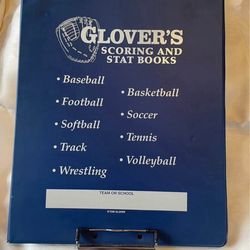 GLOVER'S
SCORING AND
STAT BOOKS
• Baseball
• Football
• Softball
• Track
• Wrestling
• Basketball
• Soccer
• Tennis
• Volleyball
TEAM OR SCHOOL